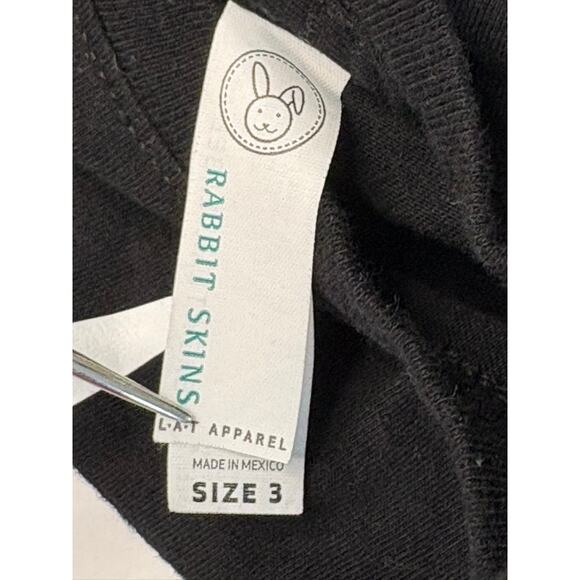 RABBIT SKINS
L·A·T APPAREL
MADE IN MEXICO
SIZE 3